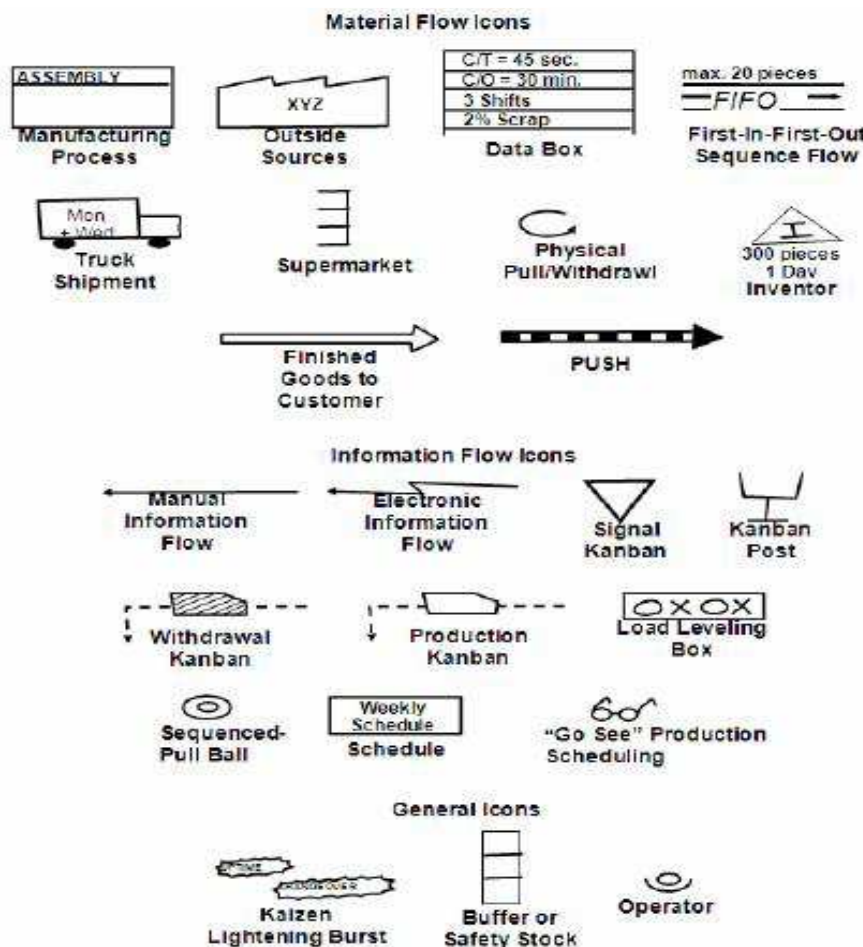 Material Flow Icons
ASSEMBLY
Manufacturing
Process
XYZ
Outside
Sources
C/T = 45 sec.
C/O = 30 min.
3 Shifts
2% Scrap
Data Box
max. 20 pieces
FIFO
First-In-First-Out
Sequence Flow
Mon
+ Wed
Truck
Shipment
Supermarket
Physical
Pull/Withdrawl
I
300 pieces
1 Day
Inventor
Finished
Goods to
Customer
PUSH
Information Flow Icons
Manual
Information
Flow
Electronic
Information
Flow
Signal
Kanban
Kanban
Post
Withdrawal
Kanban
Production
Kanban
OXOX
Load Leveling
Box
Sequenced-
Pull Ball
Weekly
Schedule
Schedule
"Go See" Production
Scheduling
General Icons
Kaizen
Lightening Burst
Buffer or
Safety Stock
Operator